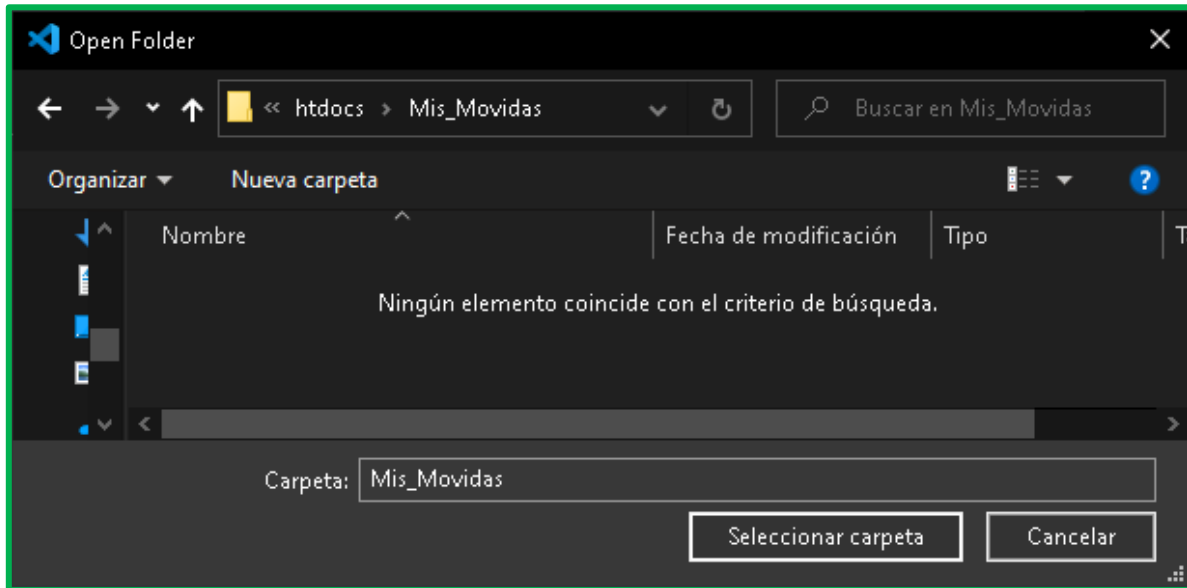 Open Folder
« htdocs > Mis_Movidas
Buscar en Mis_Movidas
Organizar
Nueva carpeta
?
Nombre
Fecha de modificación
Tipo
T
Ningún elemento coincide con el criterio de búsqueda.
Carpeta:
Mis_Movidas
Seleccionar carpeta
Cancelar